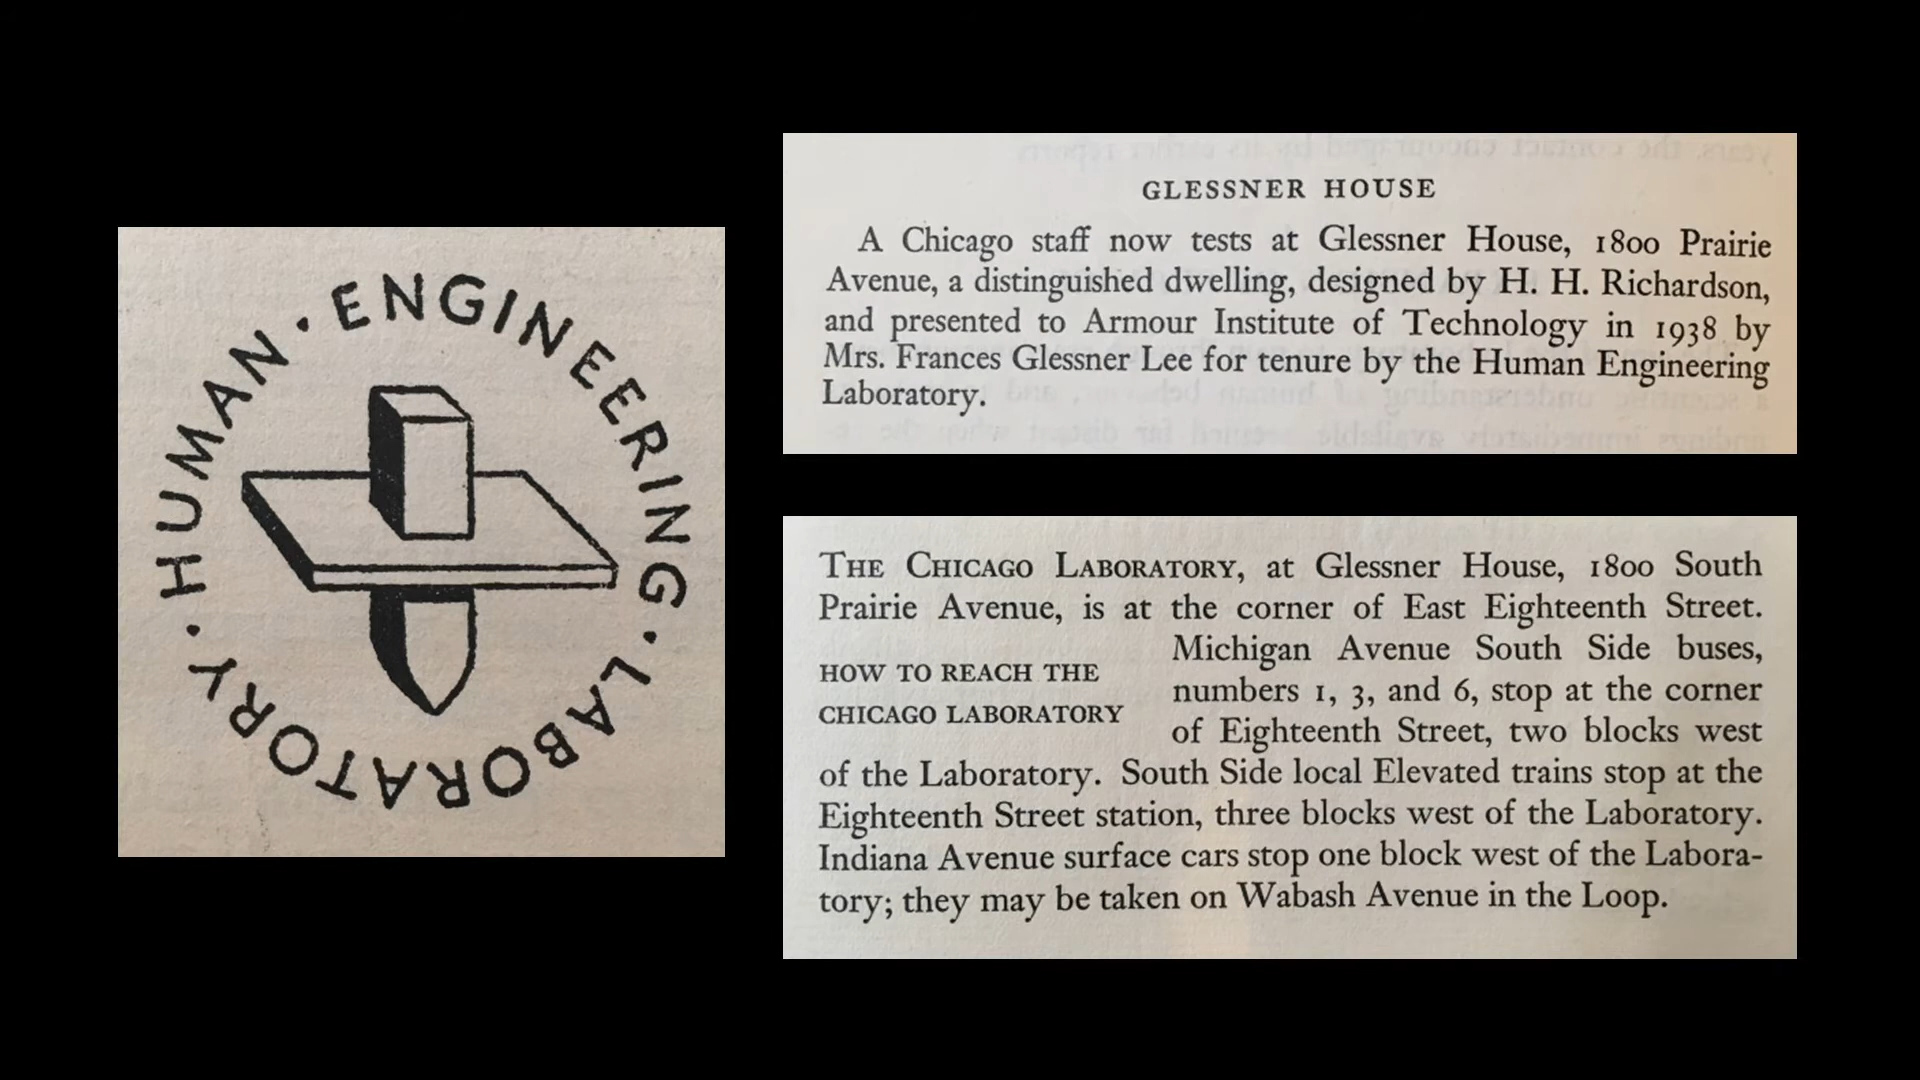 HUMAN · ENGINEERING · LABORATORY ·
GLESSNER HOUSE
A Chicago staff now tests at Glessner House, 1800 Prairie
Avenue, a distinguished dwelling, designed by H. H. Richardson,
and presented to Armour Institute of Technology in 1938 by
Mrs. Frances Glessner Lee for tenure by the Human Engineering
Laboratory.
THE CHICAGO LABORATORY, at Glessner House, 1800 South
Prairie Avenue, is at the corner of East Eighteenth Street.
HOW TO REACH THE
CHICAGO LABORATORY
Michigan Avenue South Side buses,
numbers 1, 3, and 6, stop at the corner
of Eighteenth Street, two blocks west
of the Laboratory. South Side local Elevated trains stop at the
Eighteenth Street station, three blocks west of the Laboratory.
Indiana Avenue surface cars stop one block west of the Labora-
tory; they may be taken on Wabash Avenue in the Loop.